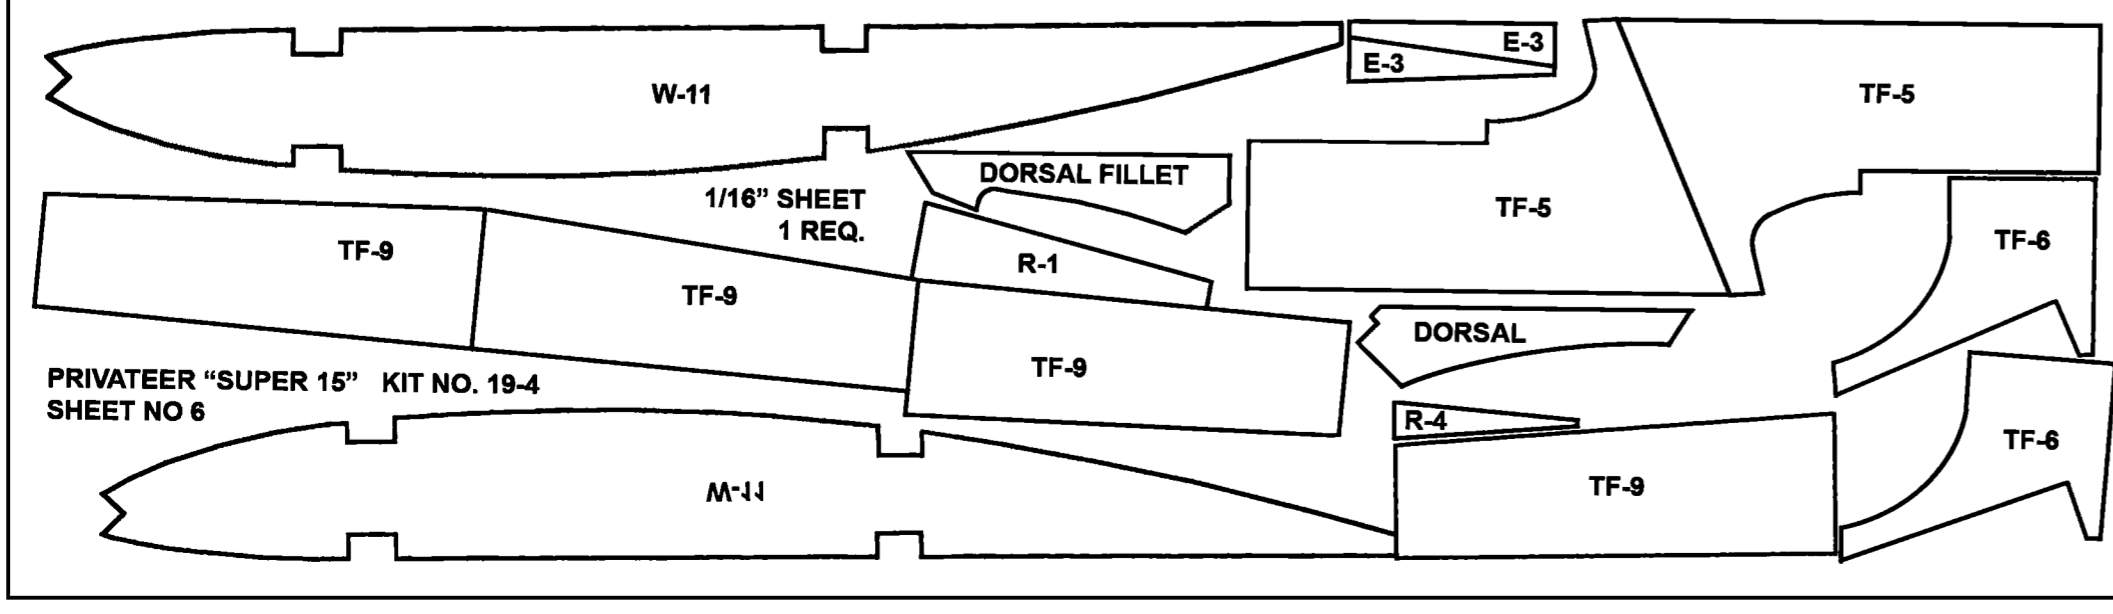 W-11
E-3
E-3
TF-5
DORSAL FILLET
1/16” SHEET
1 REQ.
TF-5
TF-9
R-1
TF-6
TF-9
DORSAL
TF-9
PRIVATEER “SUPER 15” KIT NO. 19-4
SHEET NO 6
R-4
TF-6
W-11
TF-9